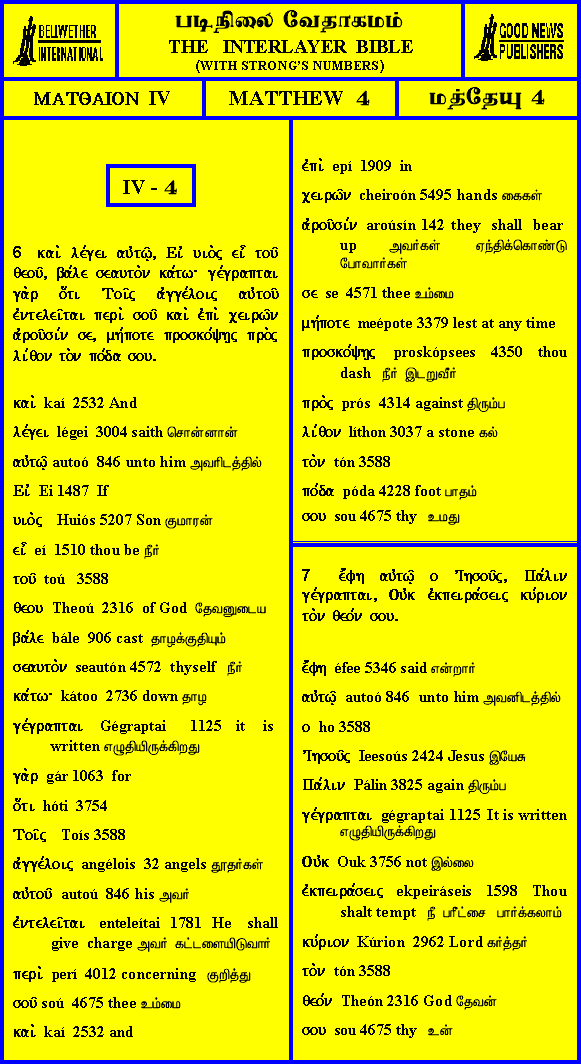 BELLWETHER
INTERNATIONAL
படிநிலை வேதாகமம்
THE INTERLAYER BIBLE
(WITH STRONG'S NUMBERS)
GOOD NEWS
PUBLISHERS
ΜΑΤΘΑΙΟΝ IV
MATTHEW 4
மத்தேயு 4
IV - 4
6 καὶ λέγει αὐτῷ, Εἰ υιὸς εἶ τοῦ
θεοῦ, βάλε σεαυτὸν κάτω· γέγραπται
γὰρ ὅτι Τοῖς ἀγγέλοις αὐτοῦ
ἐντελεῖται περὶ σοῦ καὶ ἐπὶ χειρῶν
ἀροῦσίν σε, μήποτε προσκόψῃς πρὸς
λίθον τὸν πόδα σου.
καὶ kaí 2532 And
λέγει légei 3004 saith சொன்னான்
αὐτῷ autoó 846 unto him அவரிடத்தில்
Εἰ Ei 1487 If
υιὸς Huiós 5207 Son குமாரன்
εἶ eí 1510 thou be நீர்
τοῦ toú 3588
θεου Theoú 2316 of God தேவனுடைய
βάλε bále 906 cast தாழக்குதியும்
σεαυτὸν seautón 4572 thyself நீர்
κάτω· kátoo 2736 down தாழ
γέγραπται Gégraptai 1125 it is
written எழுதியிருக்கிறது
γὰρ gár 1063 for
ὅτι hóti 3754
Τοῖς Toís 3588
ἀγγέλοις angélois 32 angels தூதர்கள்
αὐτοῦ autoú 846 his அவர்
ἐντελεῖται enteleítai 1781 He shall
give charge அவர் கட்டளையிடுவார்
περὶ perí 4012 concerning குறித்து
σοῦ soú 4675 thee உம்மை
καὶ kaí 2532 and
ἐπὶ epí 1909 in
χειρῶν cheiroón 5495 hands கைகள்
ἀροῦσίν aroúsín 142 they shall bear
up அவர்கள் ஏந்திக்கொண்டு
போவார்கள்
σε se 4571 thee உம்மை
μήποτε meépote 3379 lest at any time
προσκόψῃς proskópsees 4350 thou
dash நீர் இடறுவீர்
πρὸς prós 4314 against திரும்ப
λίθον líthon 3037 a stone கல்
τὸν tón 3588
πόδα póda 4228 foot பாதம்
σου sou 4675 thy உமது
7 ἔφη αὐτῷ ο Ἰησοῦς, Πάλιν
γέγραπται, Οὐκ ἐκπειράσεις κύριον
τὸν θεόν σου.
ἔφη éfee 5346 said என்றார்
αὐτῷ autoó 846 unto him அவனிடத்தில்
ο ho 3588
Ἰησοῦς Ieesoús 2424 Jesus இயேசு
Πάλιν Pálin 3825 again திரும்ப
γέγραπται gégraptai 1125 It is written
எழுதியிருக்கிறது
Οὐκ Ouk 3756 not இல்லை
ἐκπειράσεις ekpeiráseis 1598 Thou
shalt tempt நீ பரீட்சை பார்க்கலாம்
κύριον Kúrion 2962 Lord கர்த்தர்
τὸν tón 3588
θεόν Theón 2316 God தேவன்
σου sou 4675 thy உன்